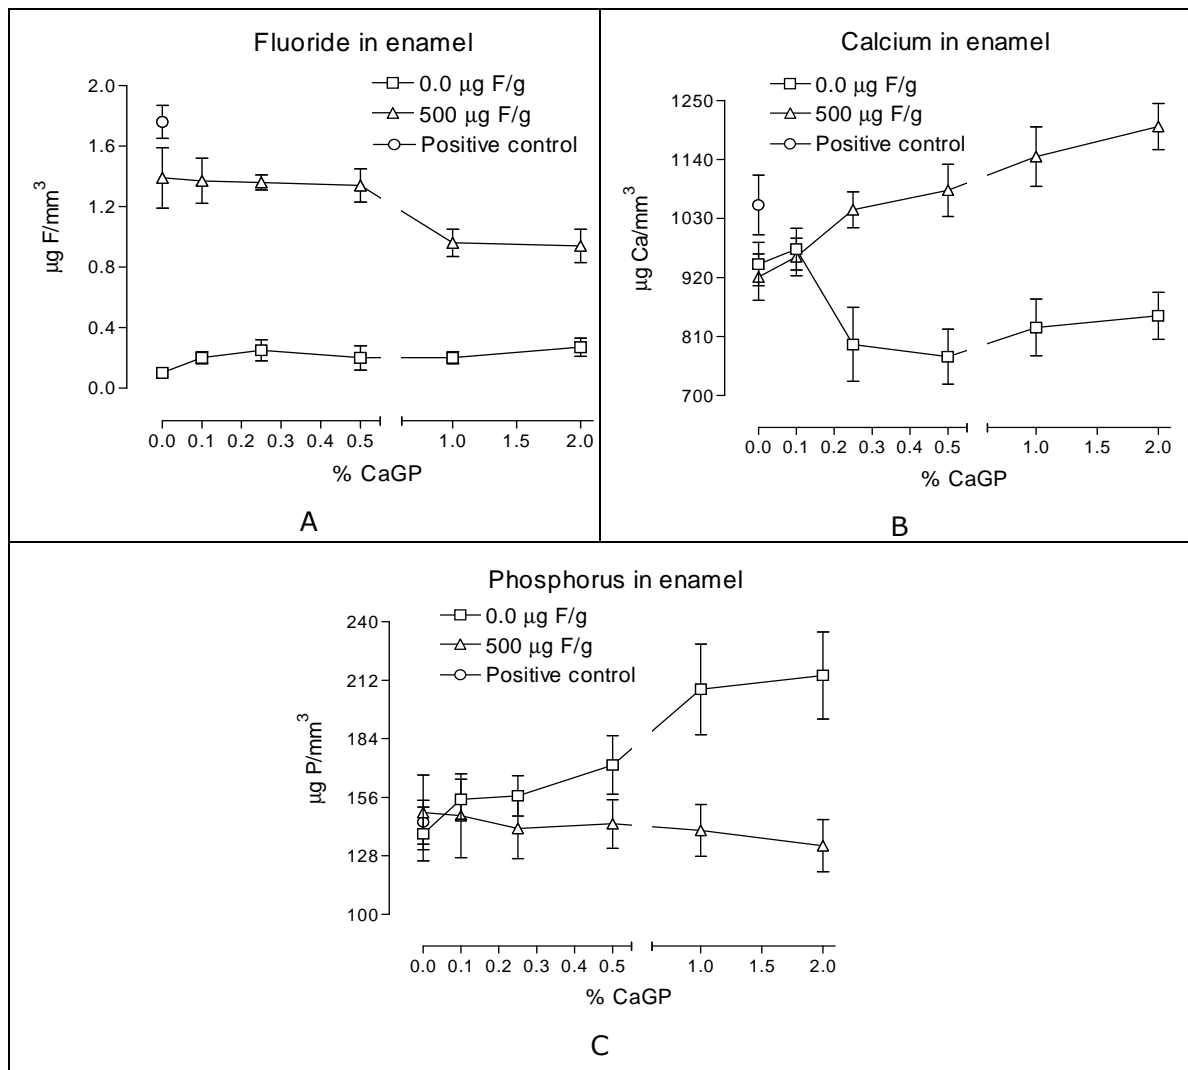 Fluoride in enamel
0.0 µg F/g
500 µg F/g
Positive control
µg F/mm³
2.0
1.6
1.2
0.8
0.4
0.0
0.0 0.1 0.2 0.3 0.4 0.5 1.0 1.5 2.0
% CaGP
A
Calcium in enamel
0.0 µg F/g
500 µg F/g
Positive control
µg Ca/mm³
1250
1140
1030
920
810
700
0.0 0.1 0.2 0.3 0.4 0.5 1.0 1.5 2.0
% CaGP
B
Phosphorus in enamel
0.0 µg F/g
500 µg F/g
Positive control
µg P/mm³
240
212
184
156
128
100
0.0 0.1 0.2 0.3 0.4 0.5 1.0 1.5 2.0
% CaGP
C